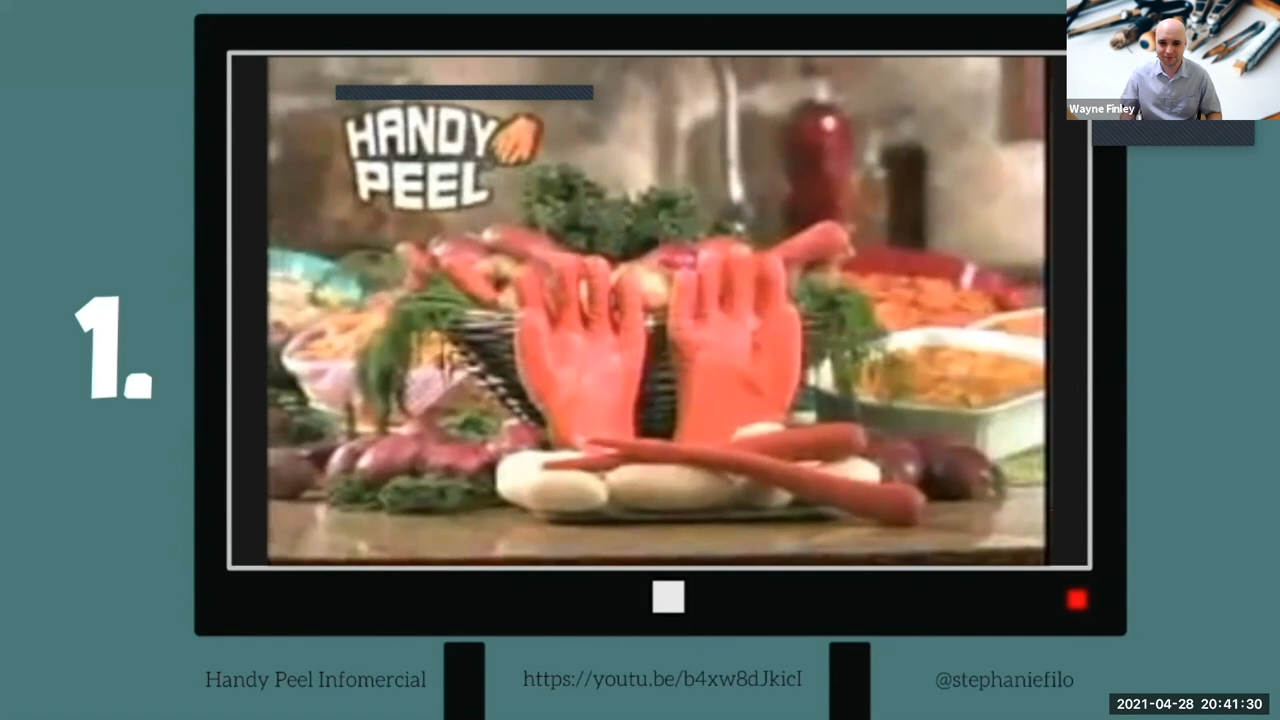 Wayne Finley
HANDY
PEEL
1.
Handy Peel Infomercial
https://youtu.be/b4xw8dJkicI
@stephaniefilo
2021-04-28 20:41:30